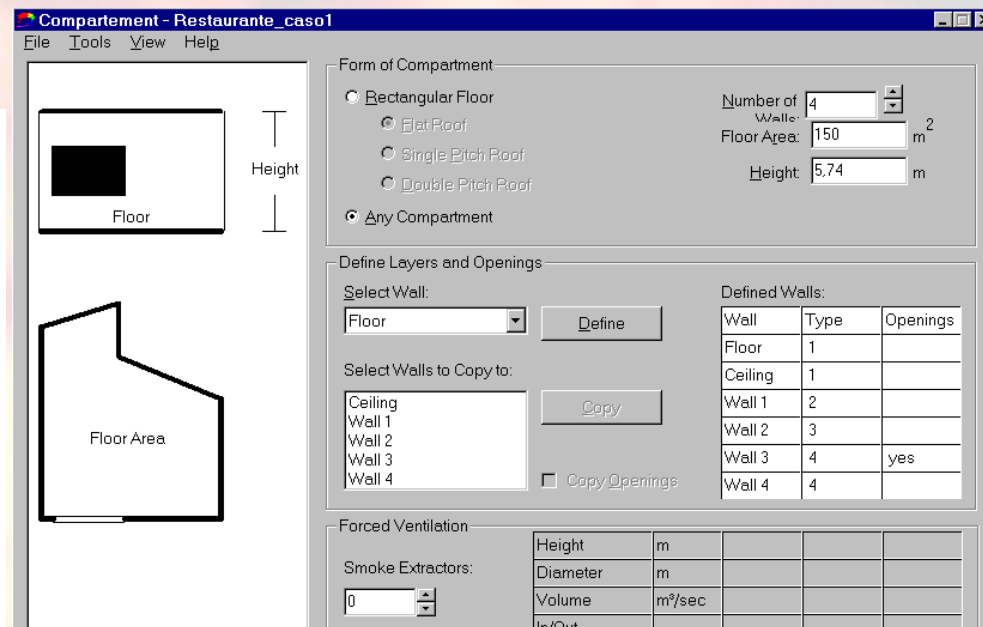 Compartement - Restaurante_caso1
File Tools View Help
Height
Floor
Floor Area
Form of Compartment
Rectangular Floor
Flat Roof
Single Pitch Roof
Double Pitch Roof
Any Compartment
Number of Walls: 4
Floor Area: 150 m2
Height: 5,74 m
Define Layers and Openings
Select Wall:
Floor
Define
Select Walls to Copy to:
Ceiling
Wall 1
Wall 2
Wall 3
Wall 4
Copy
Copy Openings
Defined Walls:
Wall Type Openings
Floor 1
Ceiling 1
Wall 1 2
Wall 2 3
Wall 3 4 yes
Wall 4 4
Forced Ventilation
Smoke Extractors:
0
Height m
Diameter m
Volume m³/sec
In/Out